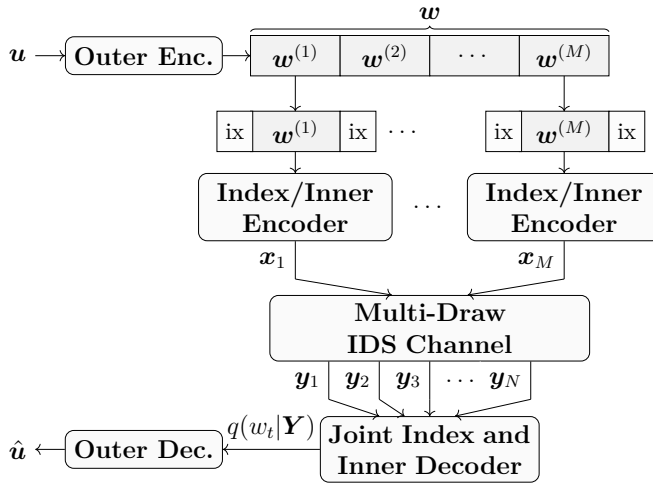 w
u Outer Enc. w^(1) w^(2) ··· w^(M)
ix w^(1) ix ··· ix w^(M) ix
Index/Inner Encoder ··· Index/Inner Encoder
x_1 x_M
Multi-Draw
IDS Channel
y_1 y_2 y_3 ··· y_N
û Outer Dec. q(w_t|Y) Joint Index and
Inner Decoder